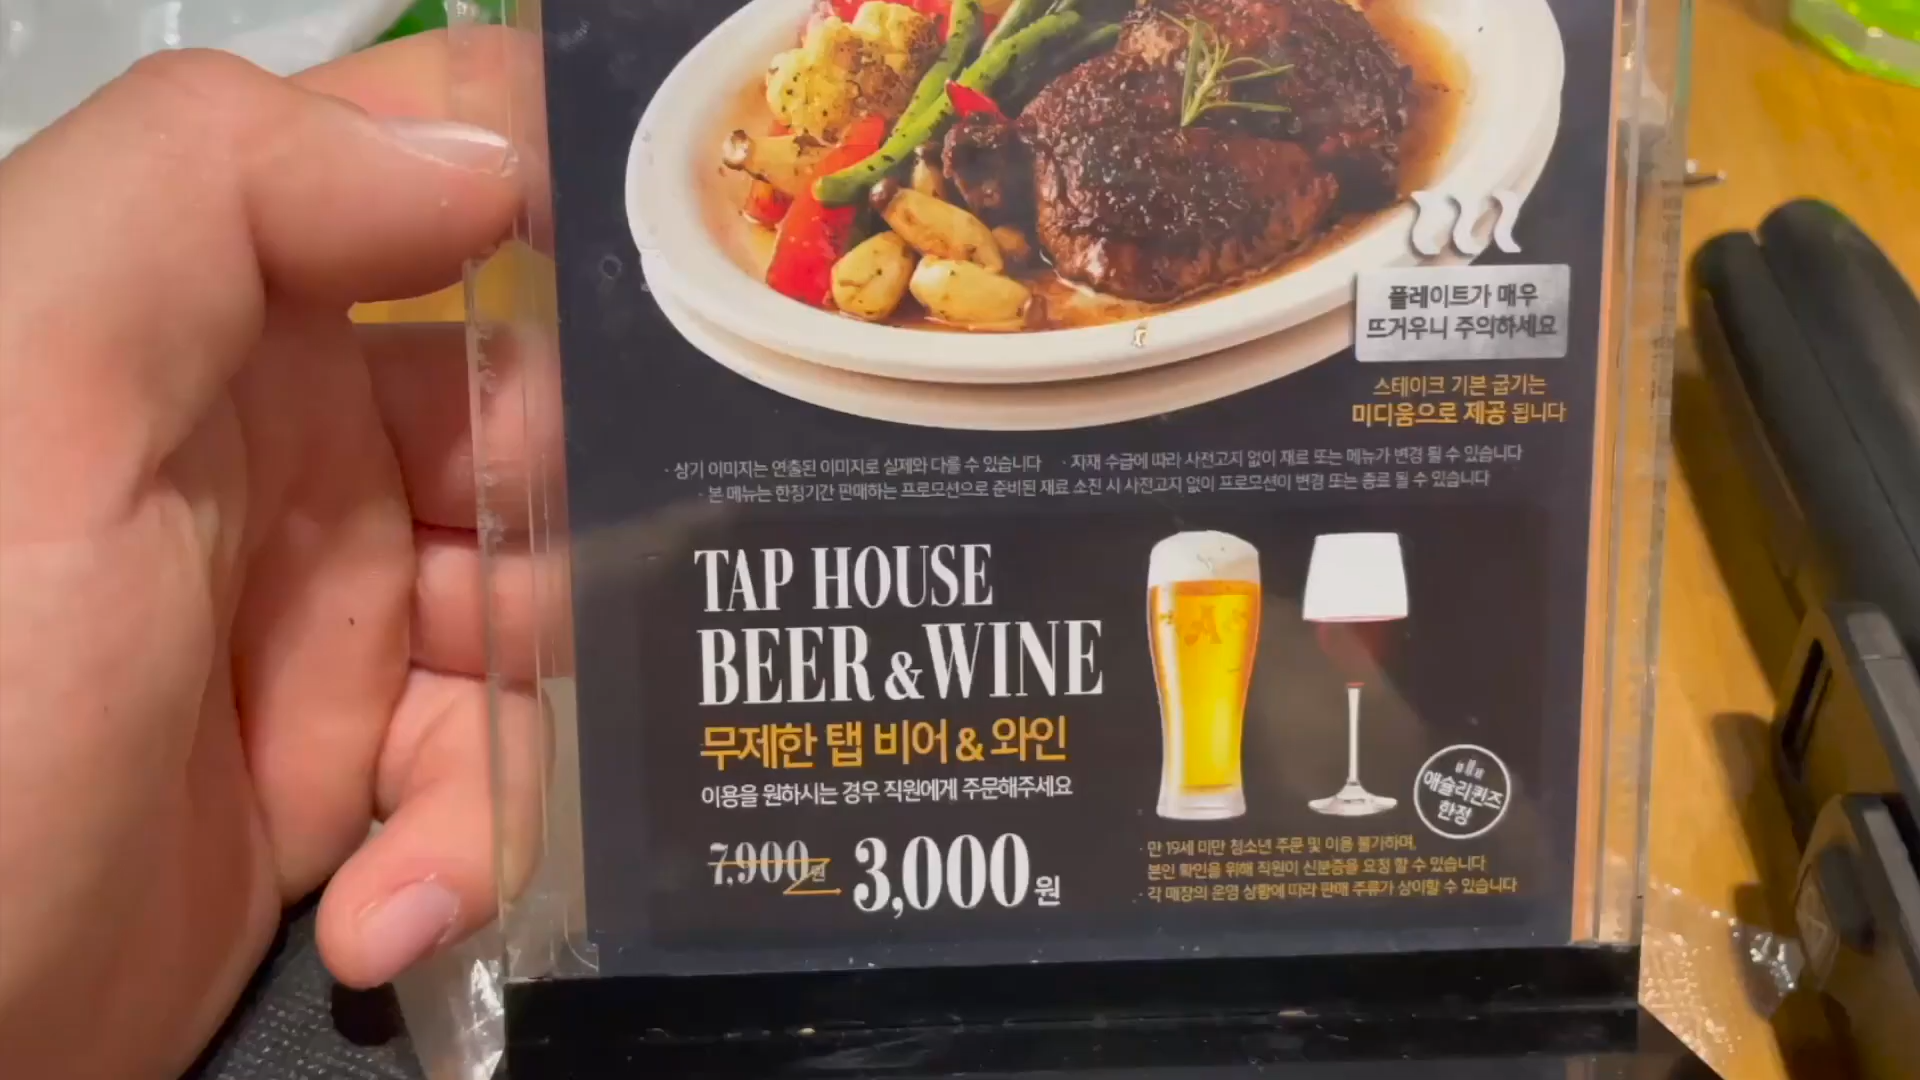 플레이트가 매우
뜨거우니 주의하세요
스테이크 기본 굽기는
미디움으로 제공 됩니다
· 상기 이미지는 연출된 이미지로 실제와 다를 수 있습니다 · 자재 수급에 따라 사전고지 없이 재료 또는 메뉴가 변경 될 수 있습니다
· 본 메뉴는 한정기간 판매하는 프로모션으로 준비된 재료 소진 시 사전고지 없이 프로모션이 변경 또는 종료 될 수 있습니다
TAP HOUSE
BEER & WINE
무제한 탭 비어 & 와인
이용을 원하시는 경우 직원에게 주문해주세요
7,900원 3,000원
A
애슐리퀸즈
한정
· 만 19세 미만 청소년 주문 및 이용 불가하며,
본인 확인을 위해 직원이 신분증을 요청 할 수 있습니다
· 각 매장의 운영 상황에 따라 판매 주류가 상이할 수 있습니다